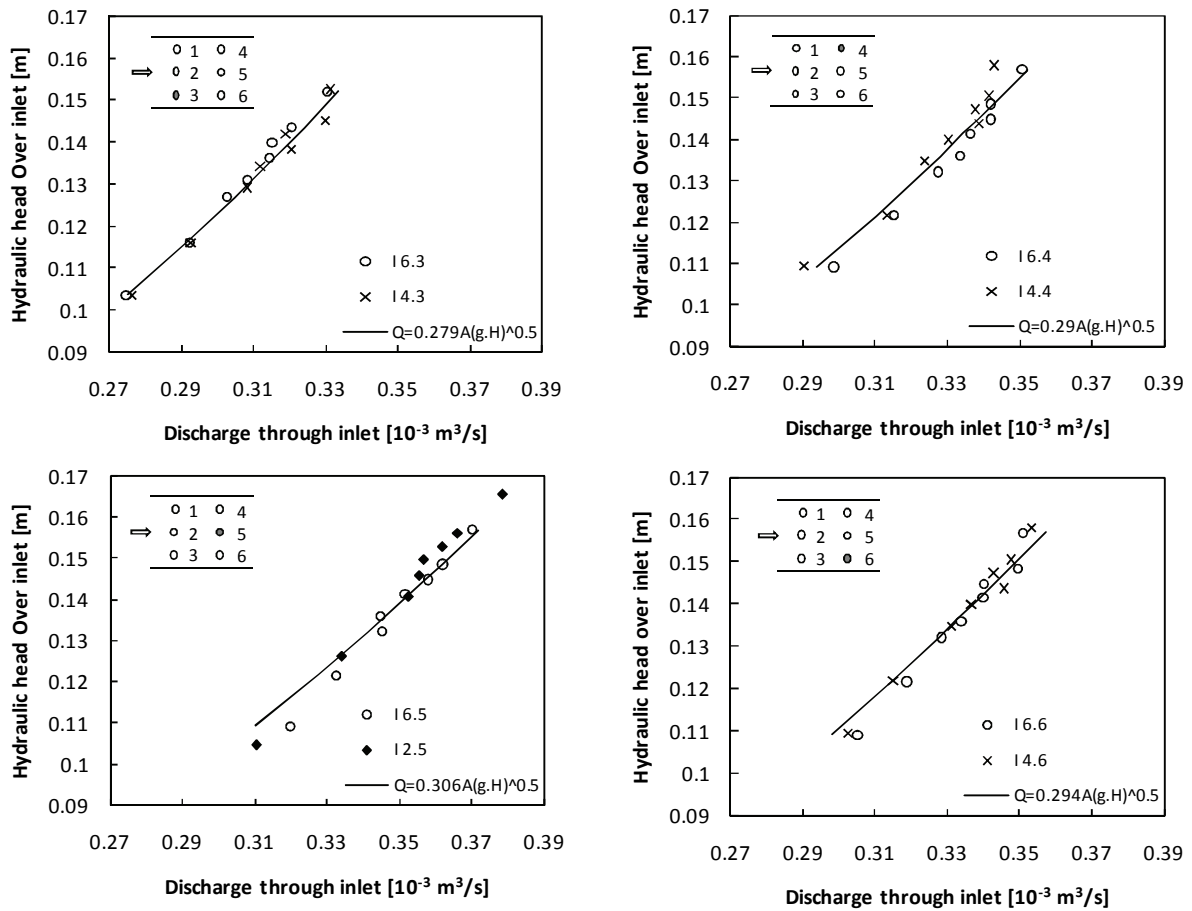 Hydraulic head Over inlet [m]
0.17
0.16
0.15
0.14
0.13
0.12
0.11
0.1
0.09
1 4
2 5
3 6
I 6.3
I 4.3
Q=0.279A(g.H)^0.5
0.27 0.29 0.31 0.33 0.35 0.37 0.39
Discharge through inlet [10⁻³ m³/s]
Hydraulic head Over inlet [m]
0.17
0.16
0.15
0.14
0.13
0.12
0.11
0.1
0.09
1 4
2 5
3 6
I 6.4
I 4.4
Q=0.29A(g.H)^0.5
0.27 0.29 0.31 0.33 0.35 0.37 0.39
Discharge through inlet [10⁻³ m³/s]
Hydraulic head Over inlet [m]
0.17
0.16
0.15
0.14
0.13
0.12
0.11
0.1
0.09
1 4
2 5
3 6
I 6.5
I 2.5
Q=0.306A(g.H)^0.5
0.27 0.29 0.31 0.33 0.35 0.37 0.39
Discharge through inlet [10⁻³ m³/s]
Hydraulic head over inlet [m]
0.17
0.16
0.15
0.14
0.13
0.12
0.11
0.1
0.09
1 4
2 5
3 6
I 6.6
I 4.6
Q=0.294A(g.H)^0.5
0.27 0.29 0.31 0.33 0.35 0.37 0.39
Discharge through inlet [10⁻³ m³/s]